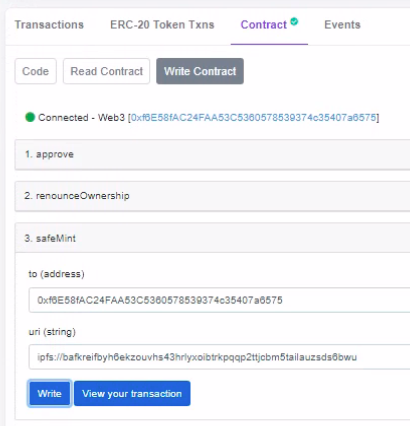 Transactions ERC-20 Token Txns Contract Events
Code Read Contract Write Contract
Connected - Web3 [0xf6E58fAC24FAA53C5360578539374c35407a6575]
1. approve
2. renounceOwnership
3. safeMint
to (address)
0xf6E58fAC24FAA53C5360578539374c35407a6575
uri (string)
ipfs://bafkreifbyh6ekzouvhs43hrlyxoibtrkpqqp2ttjcbm5tailauzsds6bwu
Write View your transaction